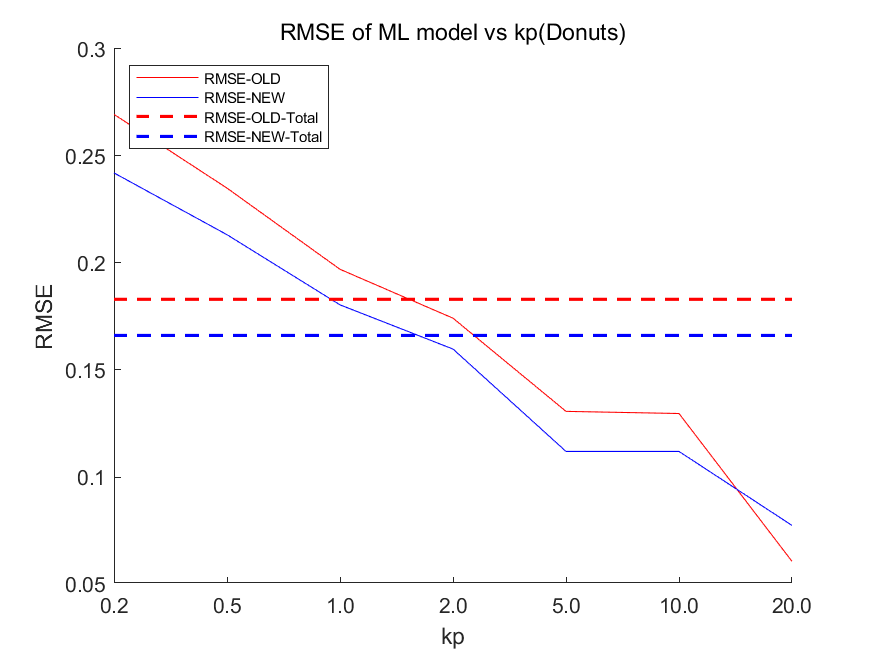 RMSE of ML model vs kp(Donuts)
0.3
RMSE-OLD
RMSE-NEW
RMSE-OLD-Total
RMSE-NEW-Total
0.25
0.2
RMSE
0.15
0.1
0.05
0.2 0.5 1.0 2.0 5.0 10.0 20.0
kp